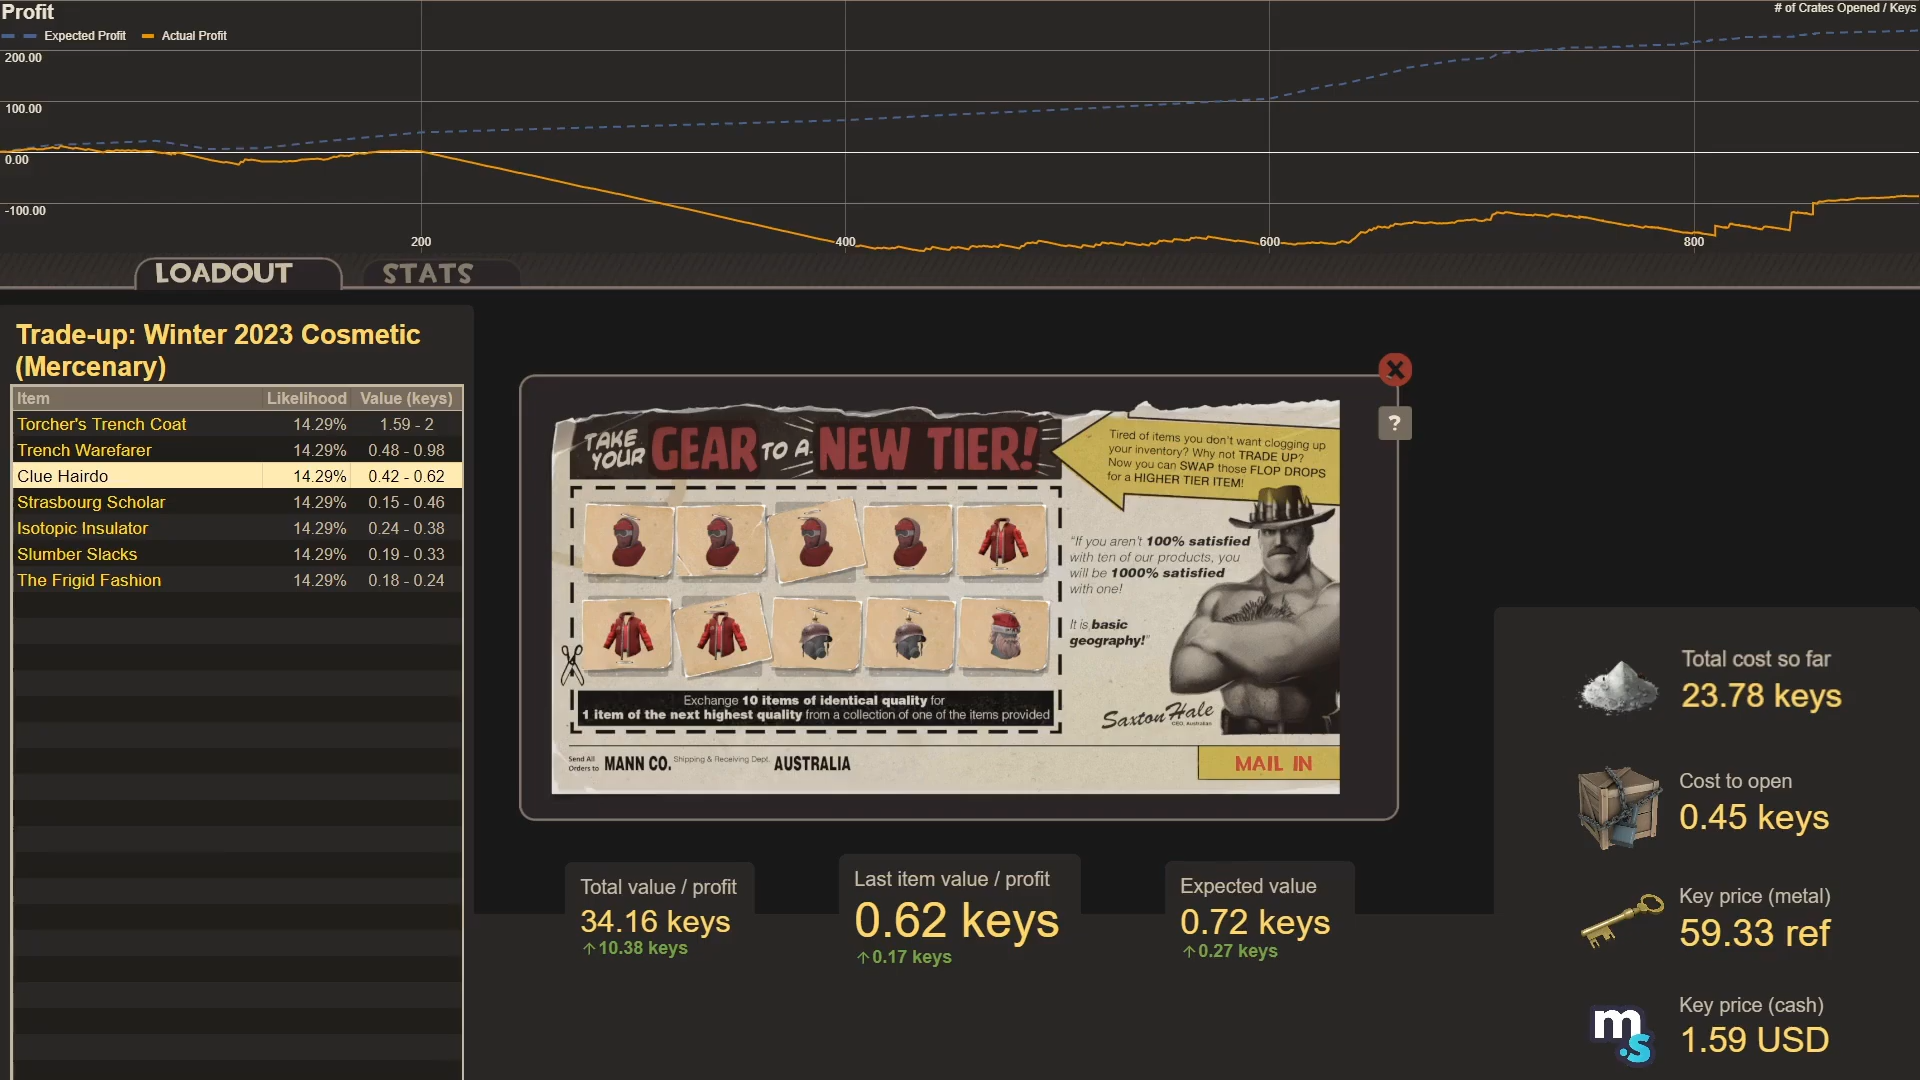 Profit
# of Crates Opened / Keys
Expected Profit
Actual Profit
200.00
100.00
0.00
-100.00
200
400
600
800
LOADOUT
STATS
Trade-up: Winter 2023 Cosmetic
(Mercenary)
Item Likelihood Value (keys)
Torcher's Trench Coat 14.29% 1.59 - 2
Trench Warefarer 14.29% 0.48 - 0.98
Clue Hairdo 14.29% 0.42 - 0.62
Strasbourg Scholar 14.29% 0.15 - 0.46
Isotopic Insulator 14.29% 0.24 - 0.38
Slumber Slacks 14.29% 0.19 - 0.33
The Frigid Fashion 14.29% 0.18 - 0.24
?
TAKE YOUR GEAR TO A NEW TIER!
Tired of items you don't want clogging up
your inventory? Why not TRADE UP?
Now you can SWAP those FLOP DROPS
for a HIGHER TIER ITEM!
"If you aren't 100% satisfied
with ten of our products, you
will be 1000% satisfied
with one!
It is basic
geography!"
Exchange 10 items of identical quality for
1 item of the next highest quality from a collection of one of the items provided
Saxton Hale
CEO, Australian
Send All
Orders to MANN CO. Shipping & Receiving Dept. AUSTRALIA
MAIL IN
Total value / profit
34.16 keys
↑10.38 keys
Last item value / profit
0.62 keys
↑0.17 keys
Expected value
0.72 keys
↑0.27 keys
Total cost so far
23.78 keys
Cost to open
0.45 keys
Key price (metal)
59.33 ref
Key price (cash)
1.59 USD
m.s